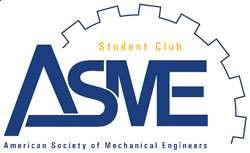 Student Club
ASME
American Society of Mechanical Engineers